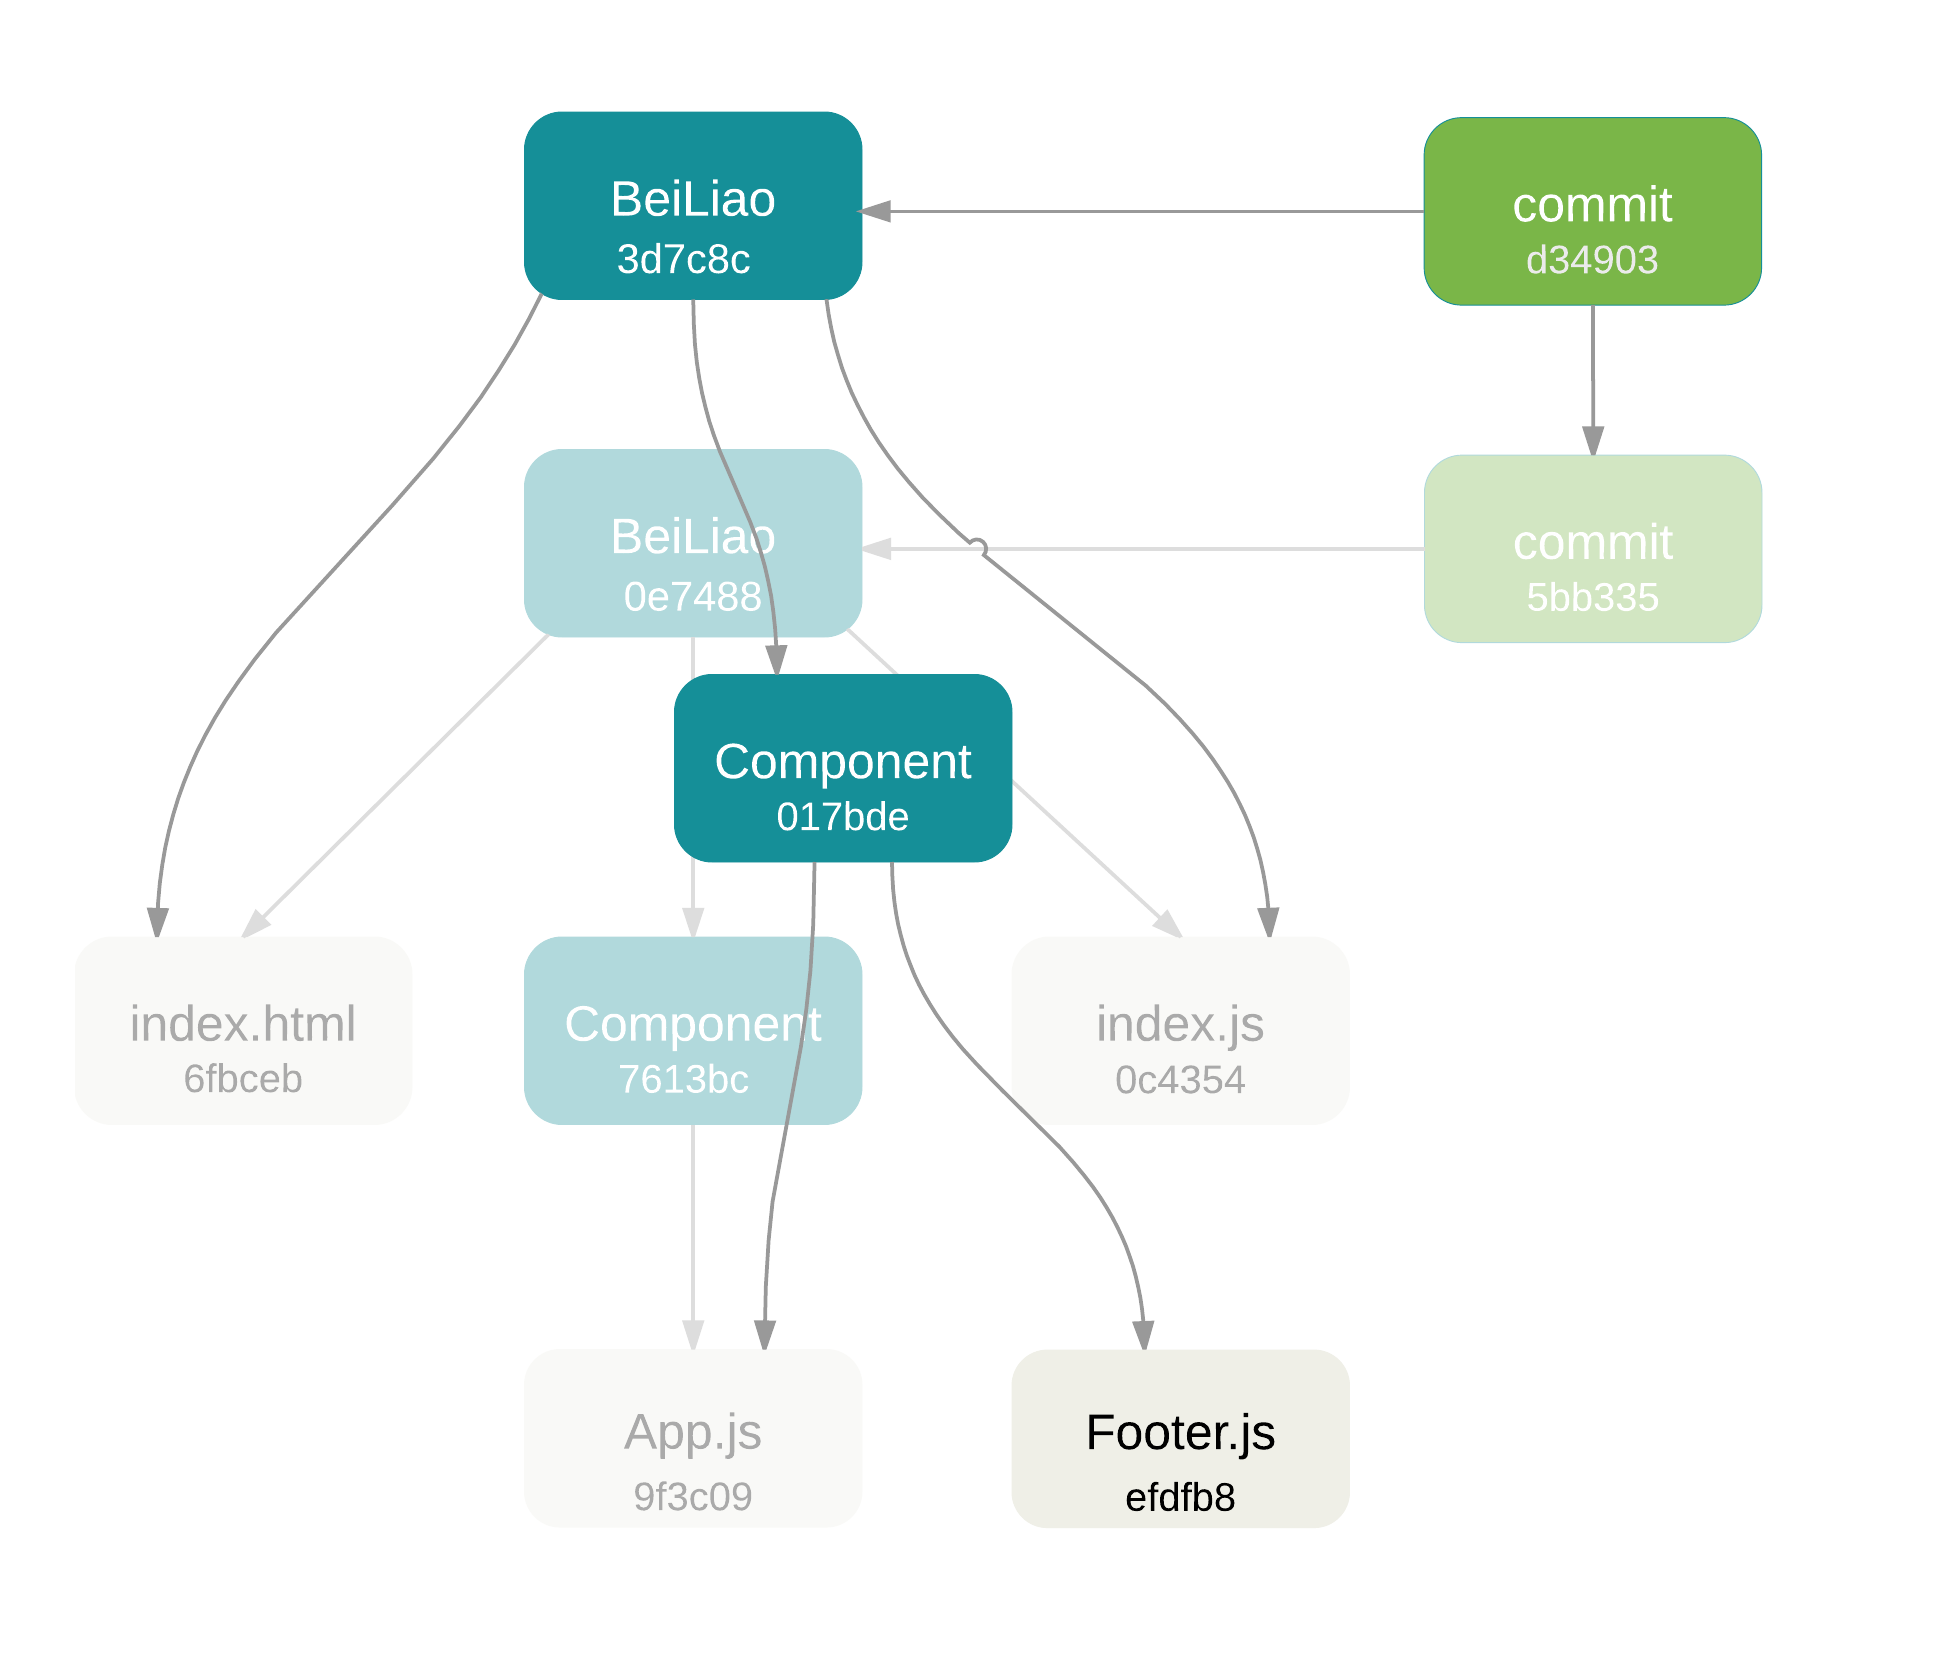 BeiLiao
3d7c8c
commit
d34903
BeiLiao
0e7488
commit
5bb335
Component
017bde
index.html
6fbceb
Component
7613bc
index.js
0c4354
App.js
9f3c09
Footer.js
efdfb8